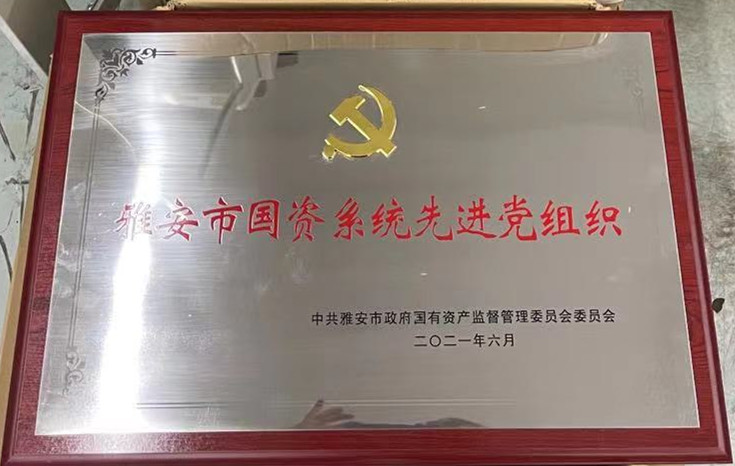 雅安市国资系统先进党组织
中共雅安市政府国有资产监督管理委员会委员会
二〇二一年六月